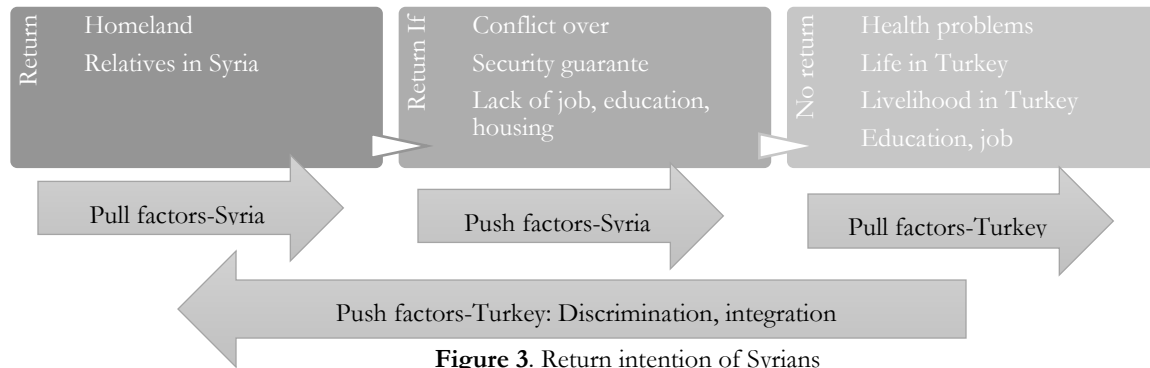 Return
Homeland
Relatives in Syria
Return If
Conflict over
Security guarante
Lack of job, education,
housing
No return
Health problems
Life in Turkey
Livelihood in Turkey
Education, job
Pull factors-Syria
Push factors-Syria
Pull factors-Turkey
Push factors-Turkey: Discrimination, integration
Figure 3. Return intention of Syrians